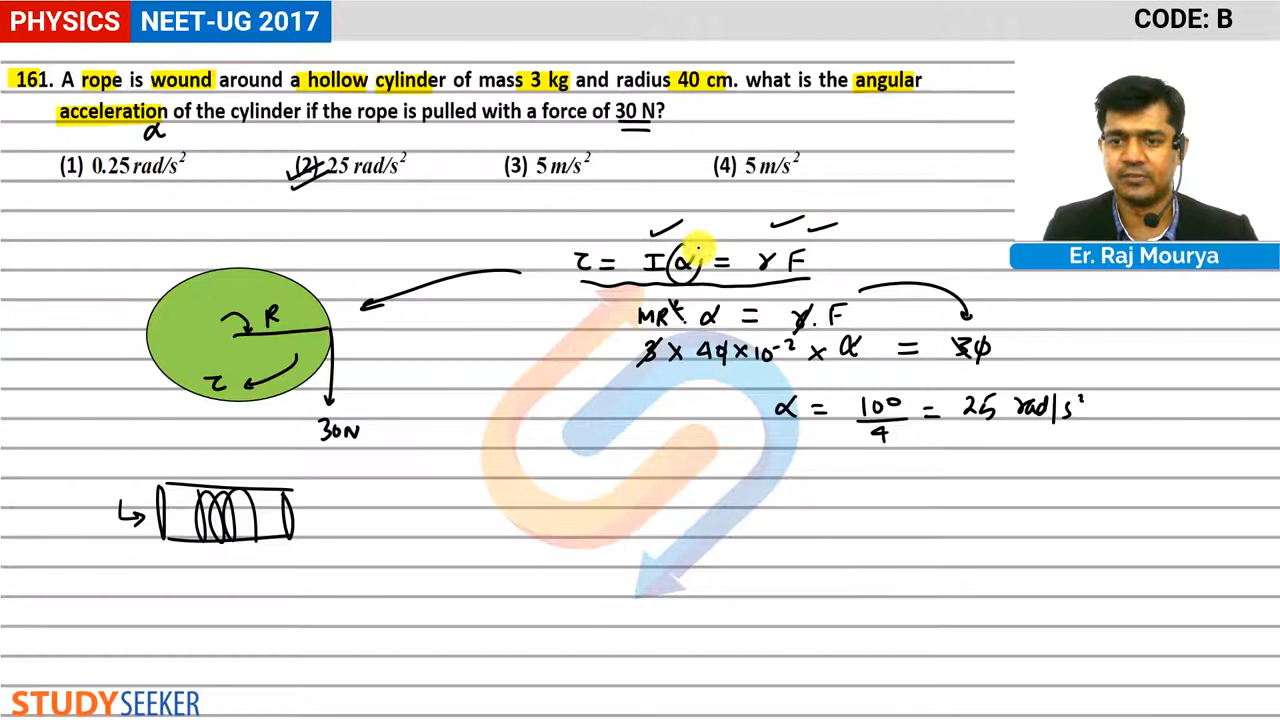 PHYSICS NEET-UG 2017 CODE: B
161. A rope is wound around a hollow cylinder of mass 3 kg and radius 40 cm. what is the angular
acceleration of the cylinder if the rope is pulled with a force of 30 N?
α
(1) 0.25 rad/s² (2) 25 rad/s² (3) 5 m/s² (4) 5 m/s²
Er. Raj Mourya
τ = I α = r F
R
MR². α = r. F
3 × 40 × 10⁻² × α = 30
τ
α = 100/4 = 25 rad/s²
30N
STUDYSEEKER